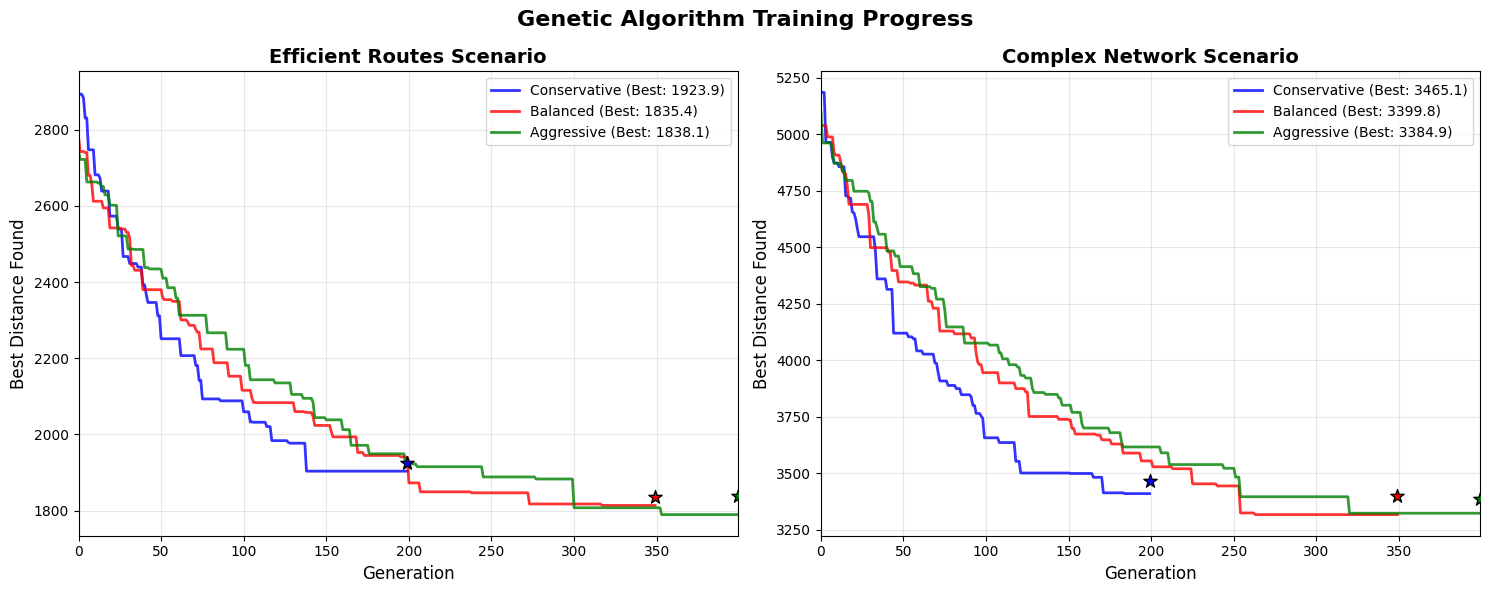 Genetic Algorithm Training Progress
Efficient Routes Scenario
Conservative (Best: 1923.9)
Balanced (Best: 1835.4)
Aggressive (Best: 1838.1)
Best Distance Found
2800
2600
2400
2200
2000
1800
0 50 100 150 200 250 300 350
Generation
Complex Network Scenario
Conservative (Best: 3465.1)
Balanced (Best: 3399.8)
Aggressive (Best: 3384.9)
Best Distance Found
5250
5000
4750
4500
4250
4000
3750
3500
3250
0 50 100 150 200 250 300 350
Generation